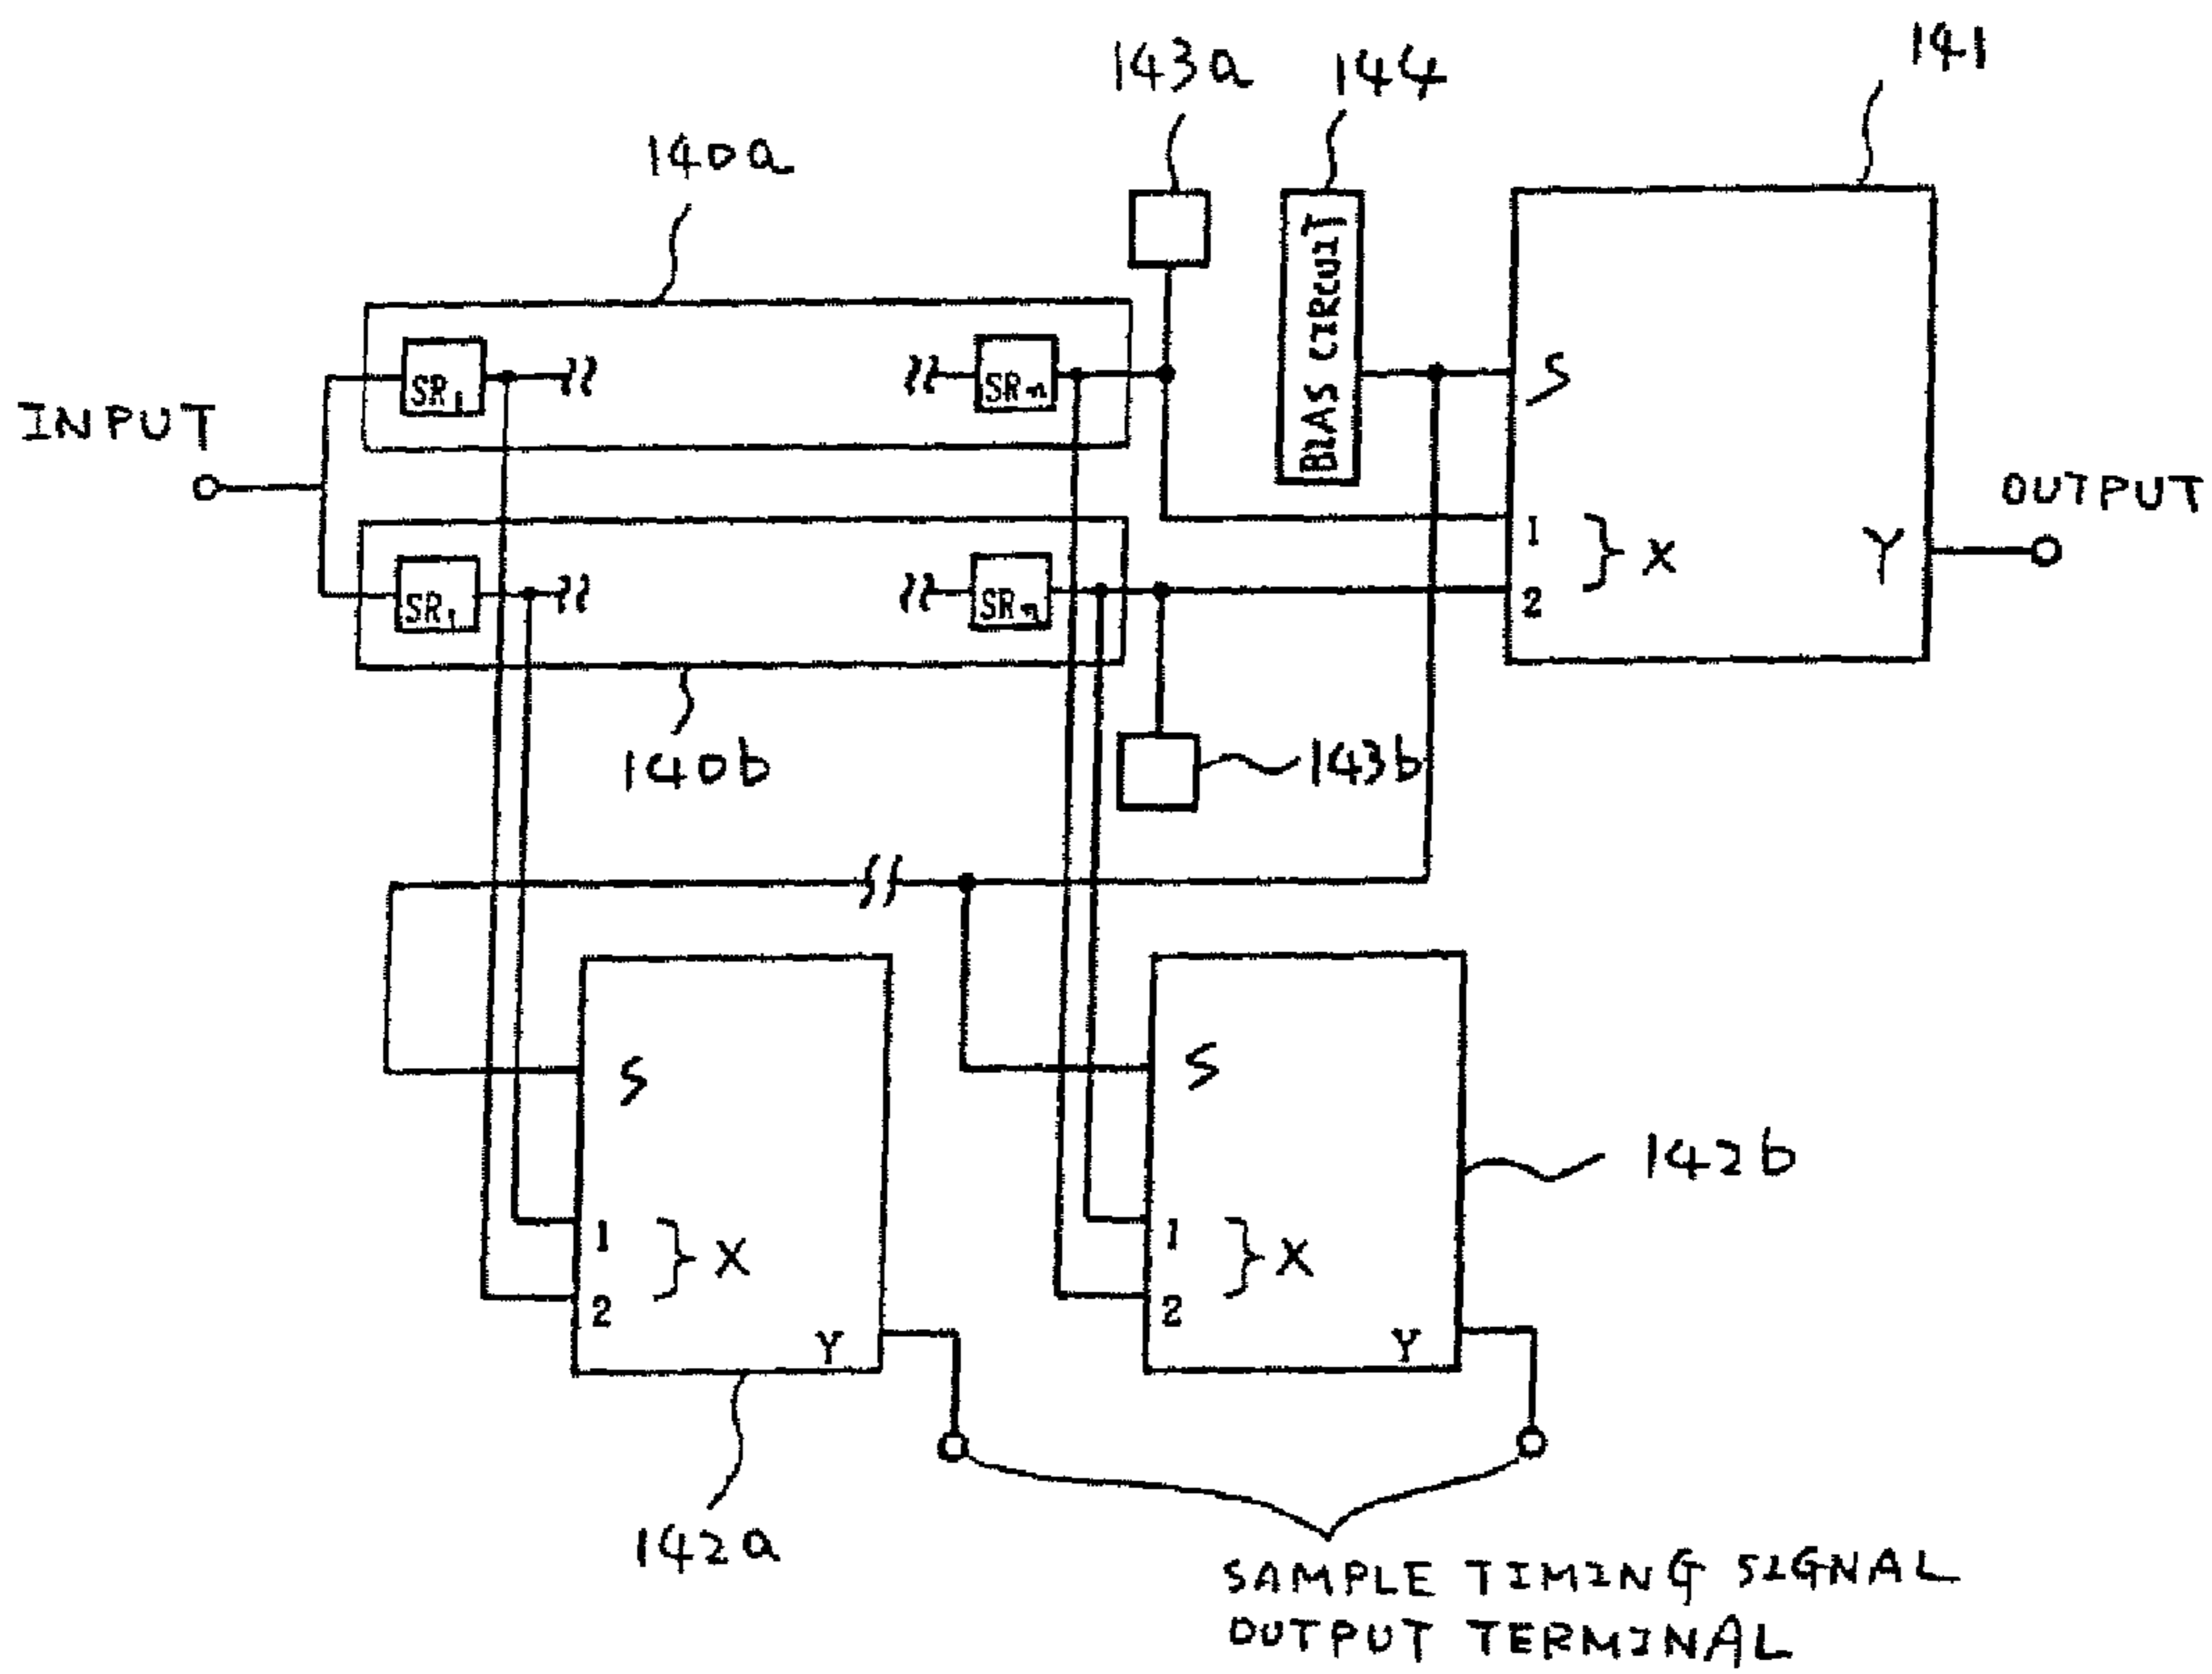 143a
144
141
140a
BIAS CIRCUIT
SR1
SRn
S
INPUT
OUTPUT
1
X
Y
2
SR1
SRn
140b
143b
S
S
142b
1
X
1
X
2
2
Y
Y
142a
SAMPLE TIMING SIGNAL
OUTPUT TERMINAL